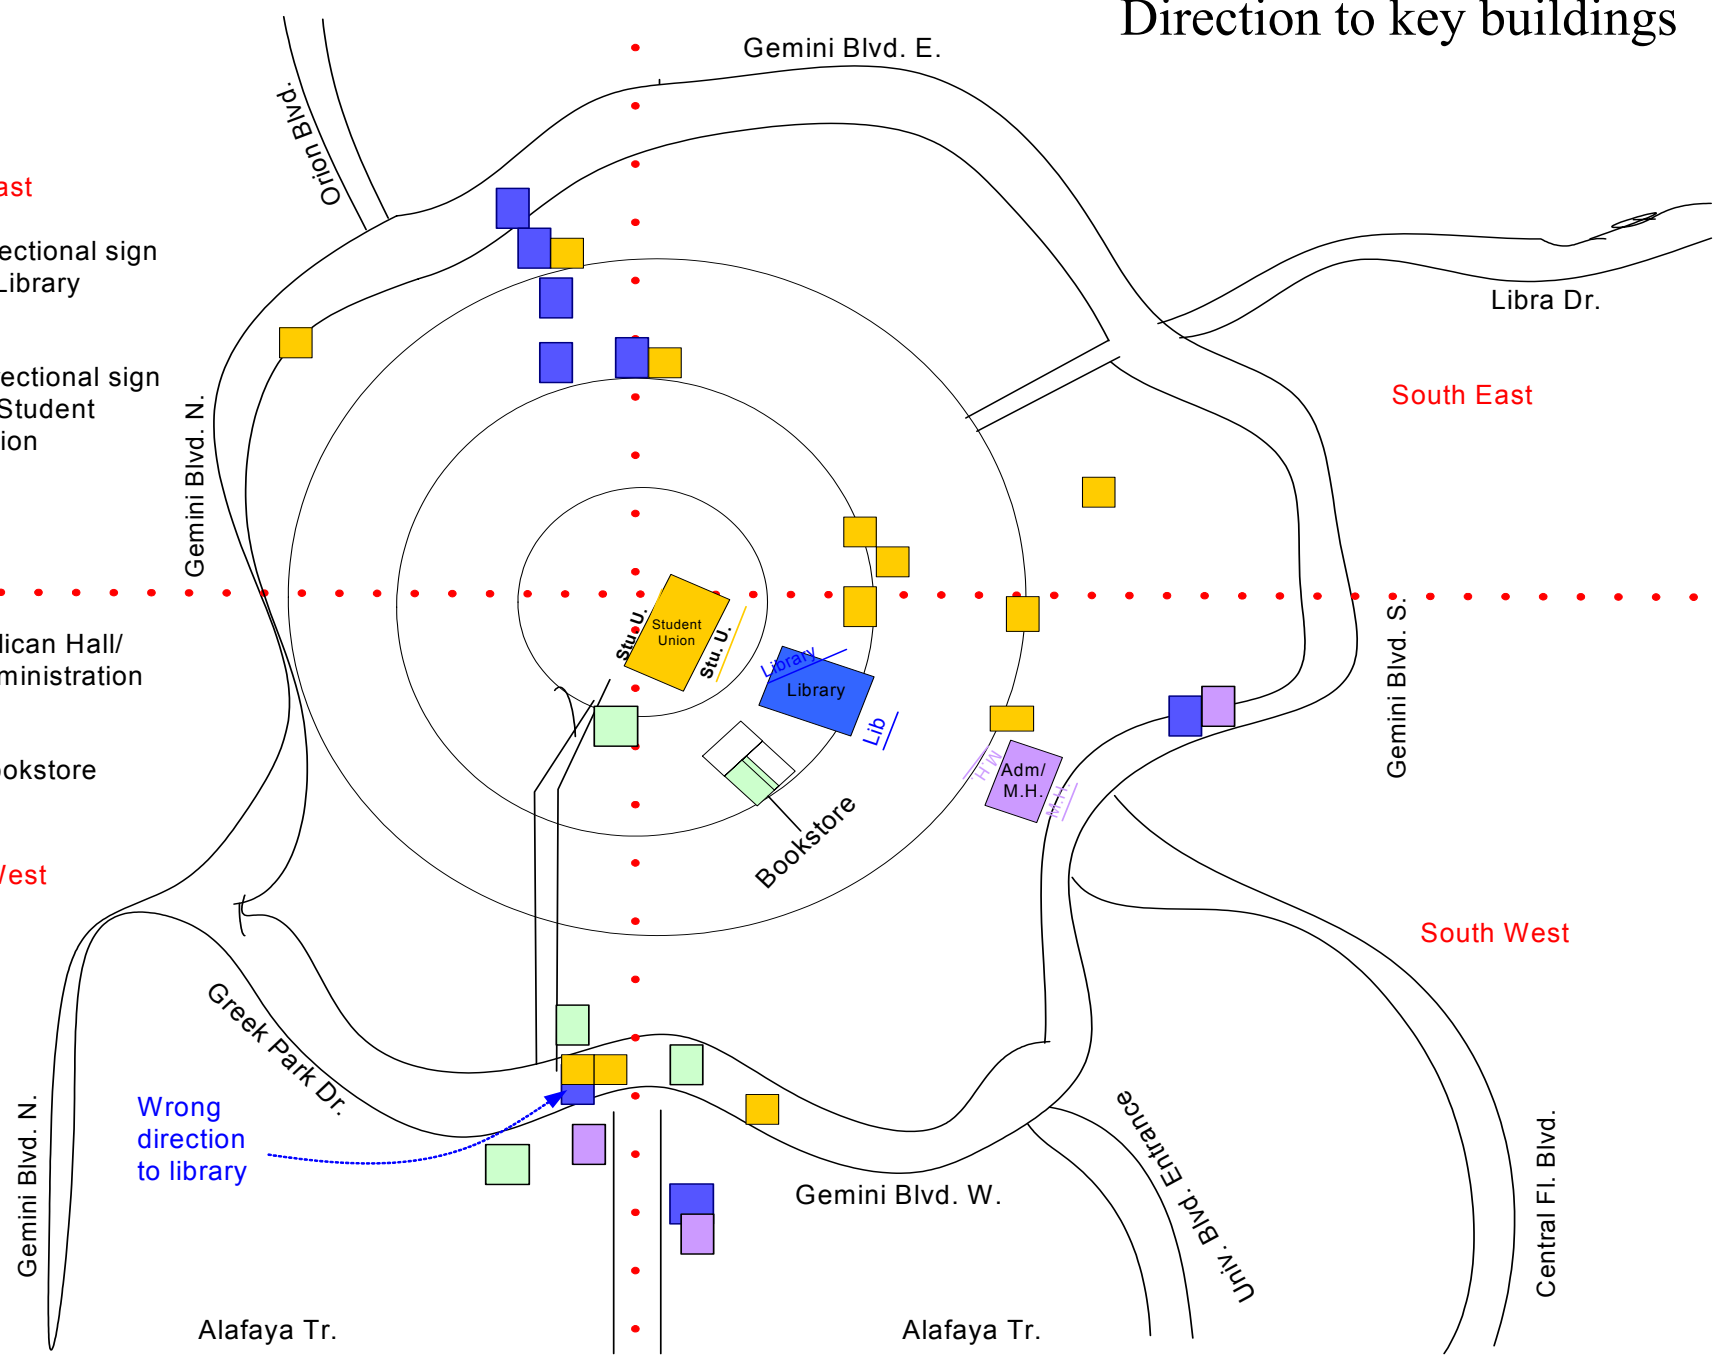 Direction to key buildings
Gemini Blvd. E.
Orion Blvd.
ast
ectional sign
Library
Libra Dr.
ectional sign
Student
ion
South East
Gemini Blvd. N.
Student
Union
Stu. U.
Stu. U.
lican Hall/
ministration
Library
Library
Lib
Gemini Blvd. S.
ookstore
M.H.
Adm/
M.H.
M.H.
Bookstore
West
South West
Greek Park Dr.
Wrong
direction
to library
Gemini Blvd. N.
Gemini Blvd. W.
Univ. Blvd. Entrance
Central Fl. Blvd.
Alafaya Tr.
Alafaya Tr.